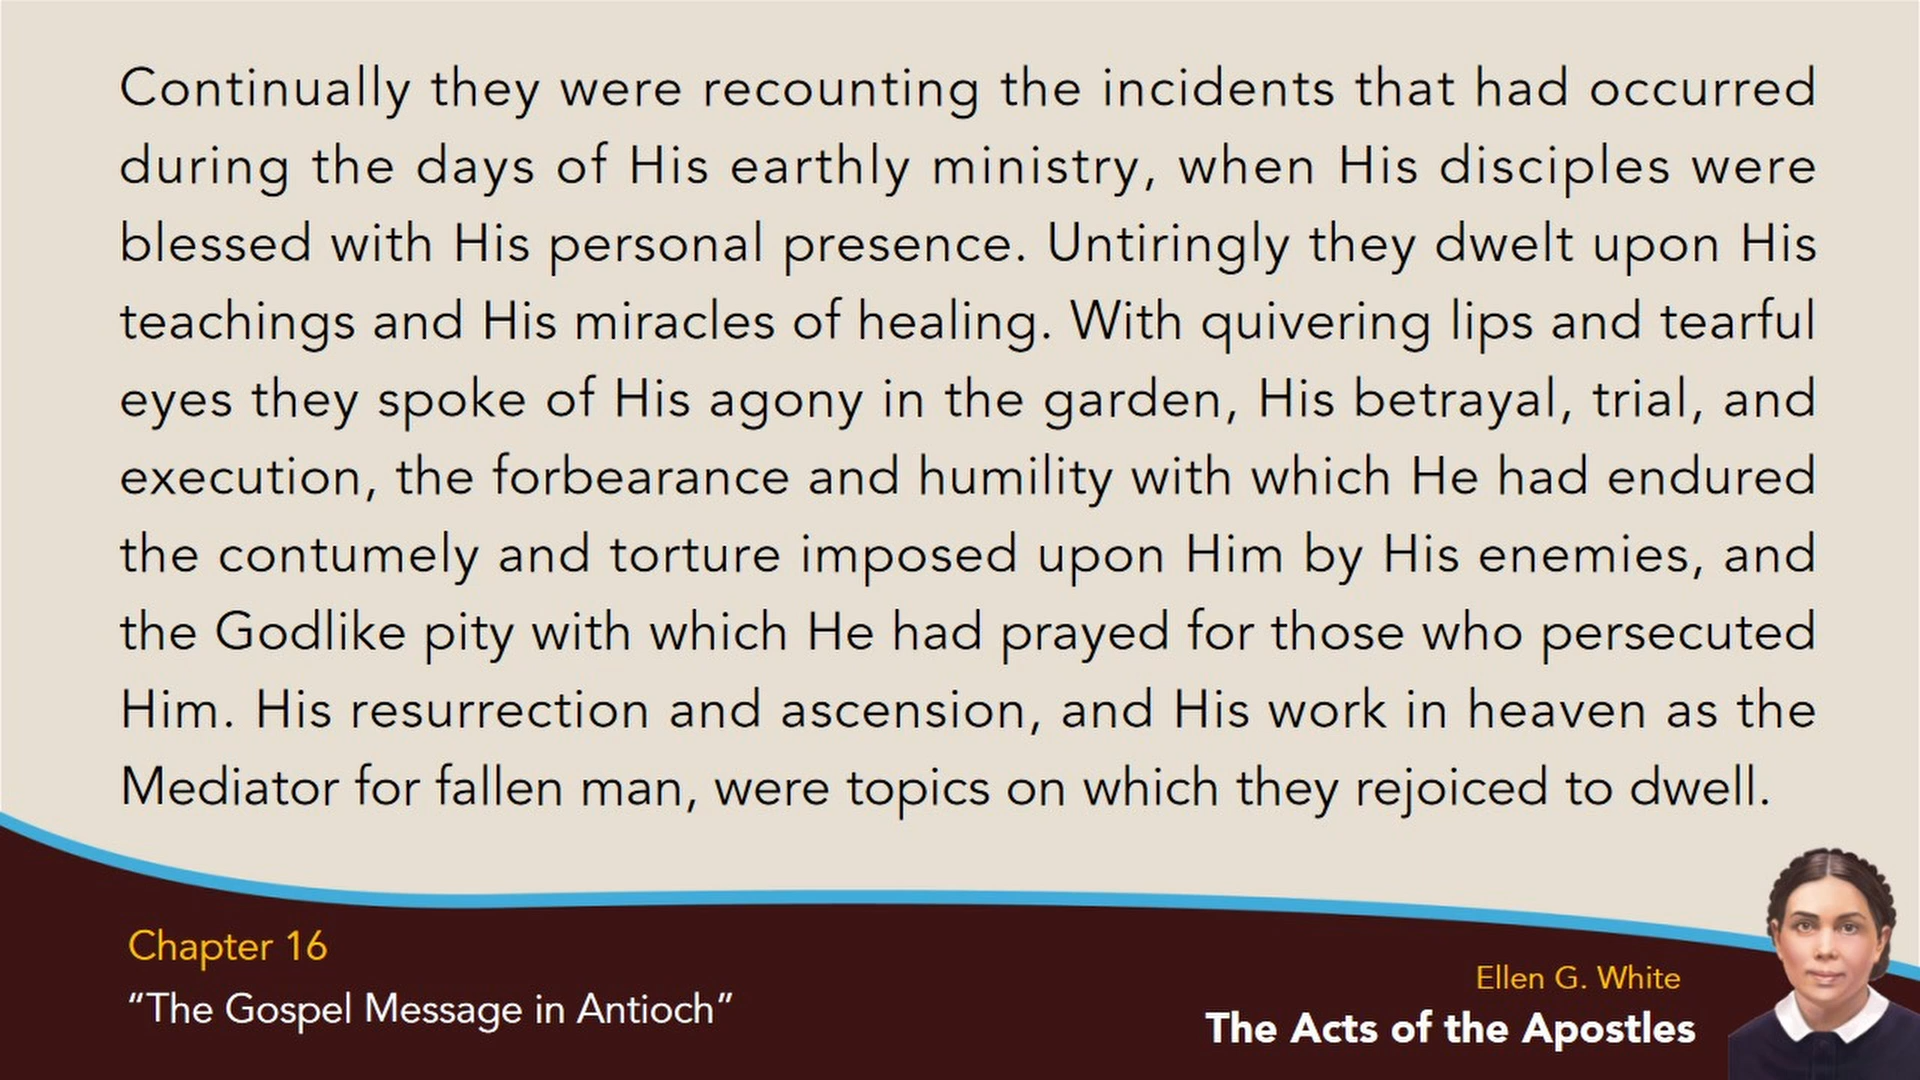 Continually they were recounting the incidents that had occurred
during the days of His earthly ministry, when His disciples were
blessed with His personal presence. Untiringly they dwelt upon His
teachings and His miracles of healing. With quivering lips and tearful
eyes they spoke of His agony in the garden, His betrayal, trial, and
execution, the forbearance and humility with which He had endured
the contumely and torture imposed upon Him by His enemies, and
the Godlike pity with which He had prayed for those who persecuted
Him. His resurrection and ascension, and His work in heaven as the
Mediator for fallen man, were topics on which they rejoiced to dwell.
Chapter 16
“The Gospel Message in Antioch”
Ellen G. White
The Acts of the Apostles